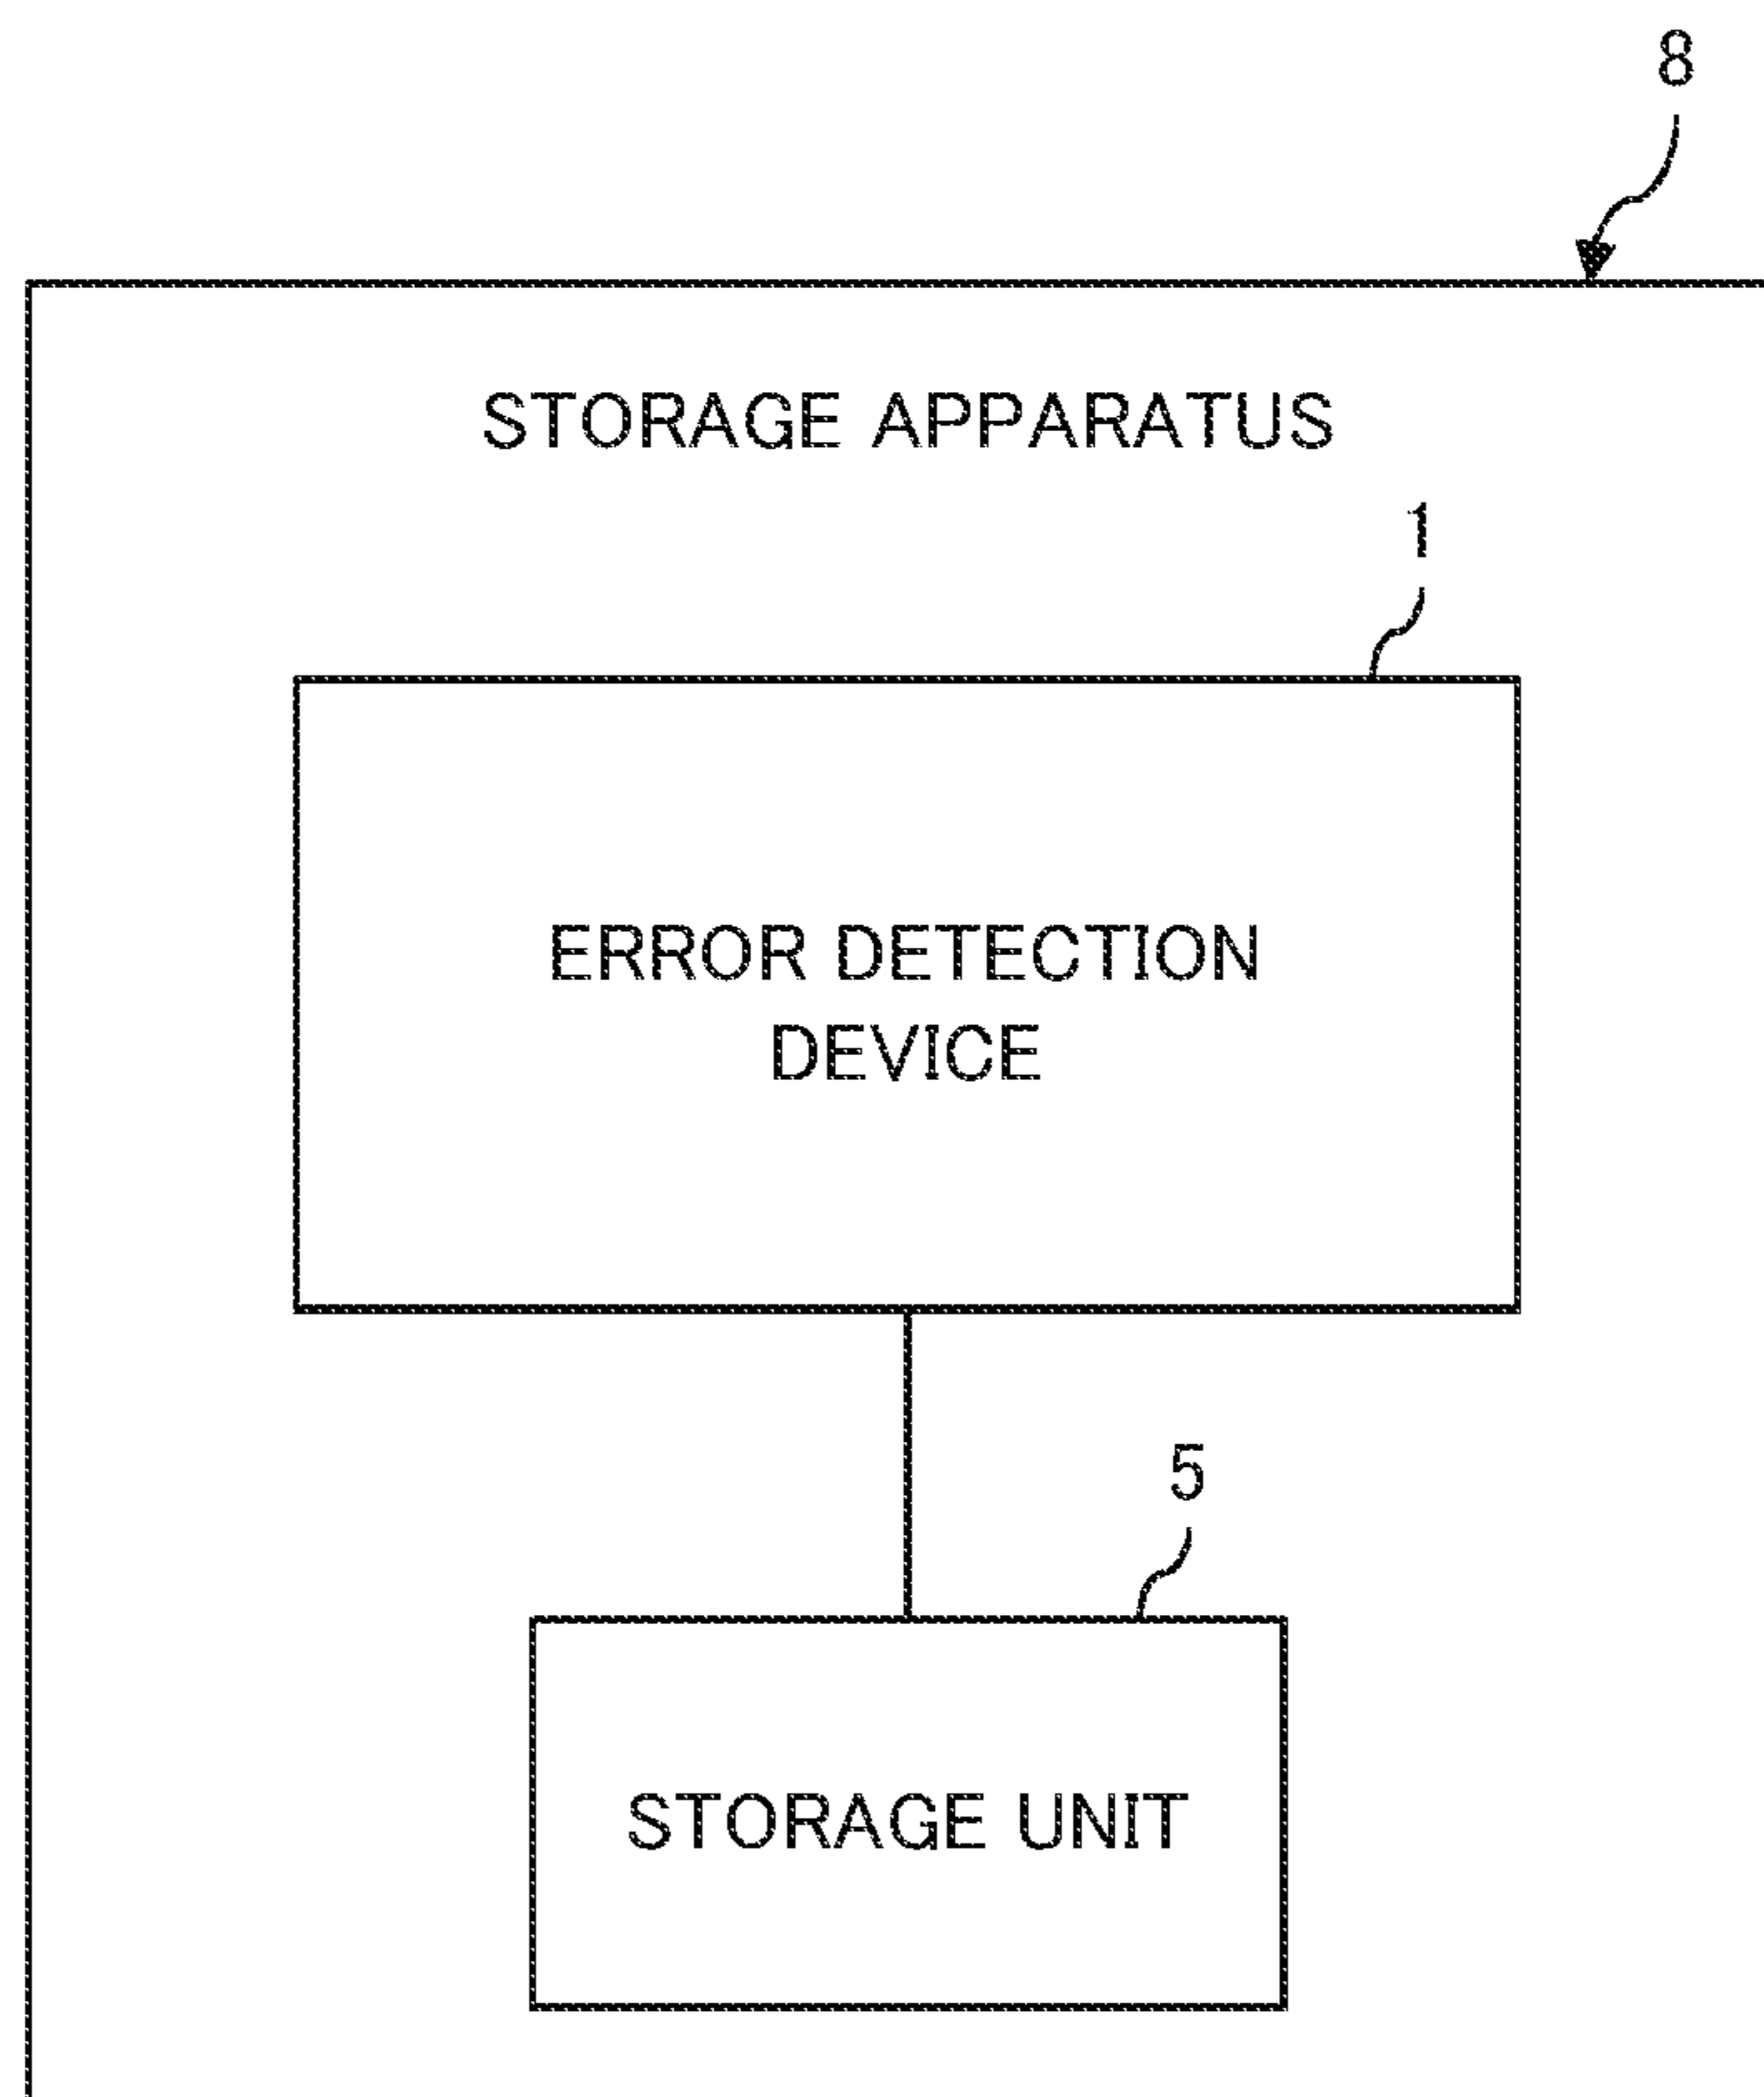 8
STORAGE APPARATUS
1
ERROR DETECTION
DEVICE
5
STORAGE UNIT